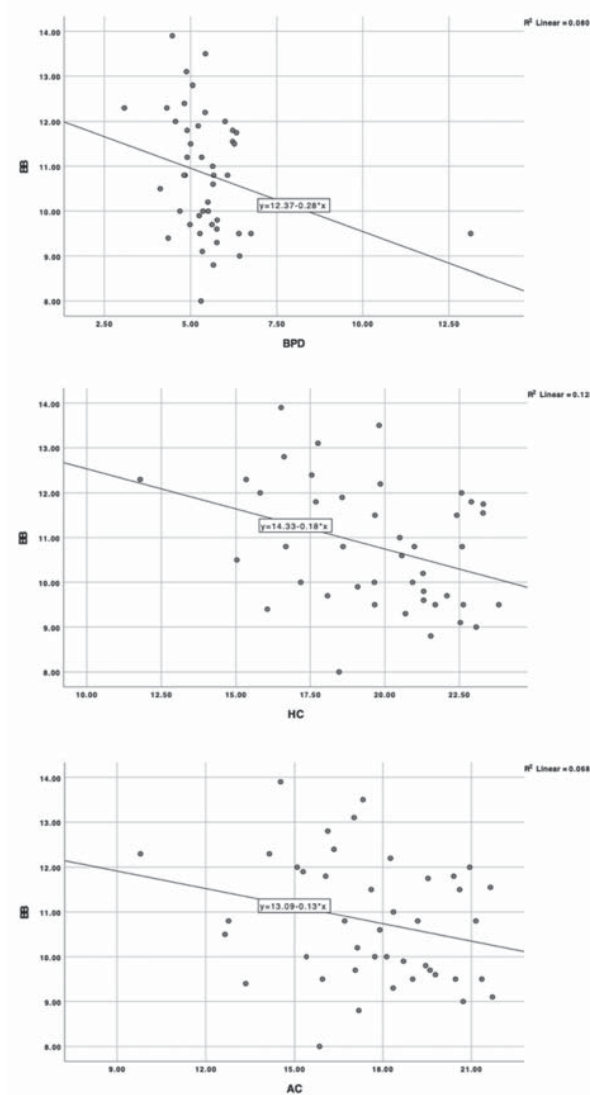 R² Linear = 0.080
14.00
13.00
12.00
11.00
10.00
9.00
8.00
BB
y=12.37-0.28*x
2.50 5.00 7.50 10.00 12.50
BPD
R² Linear = 0.12
14.00
13.00
12.00
11.00
10.00
9.00
8.00
BB
y=14.33-0.18*x
10.00 12.50 15.00 17.50 20.00 22.50
HC
R² Linear = 0.068
14.00
13.00
12.00
11.00
10.00
9.00
8.00
BB
y=13.09-0.13*x
9.00 12.00 15.00 18.00 21.00
AC